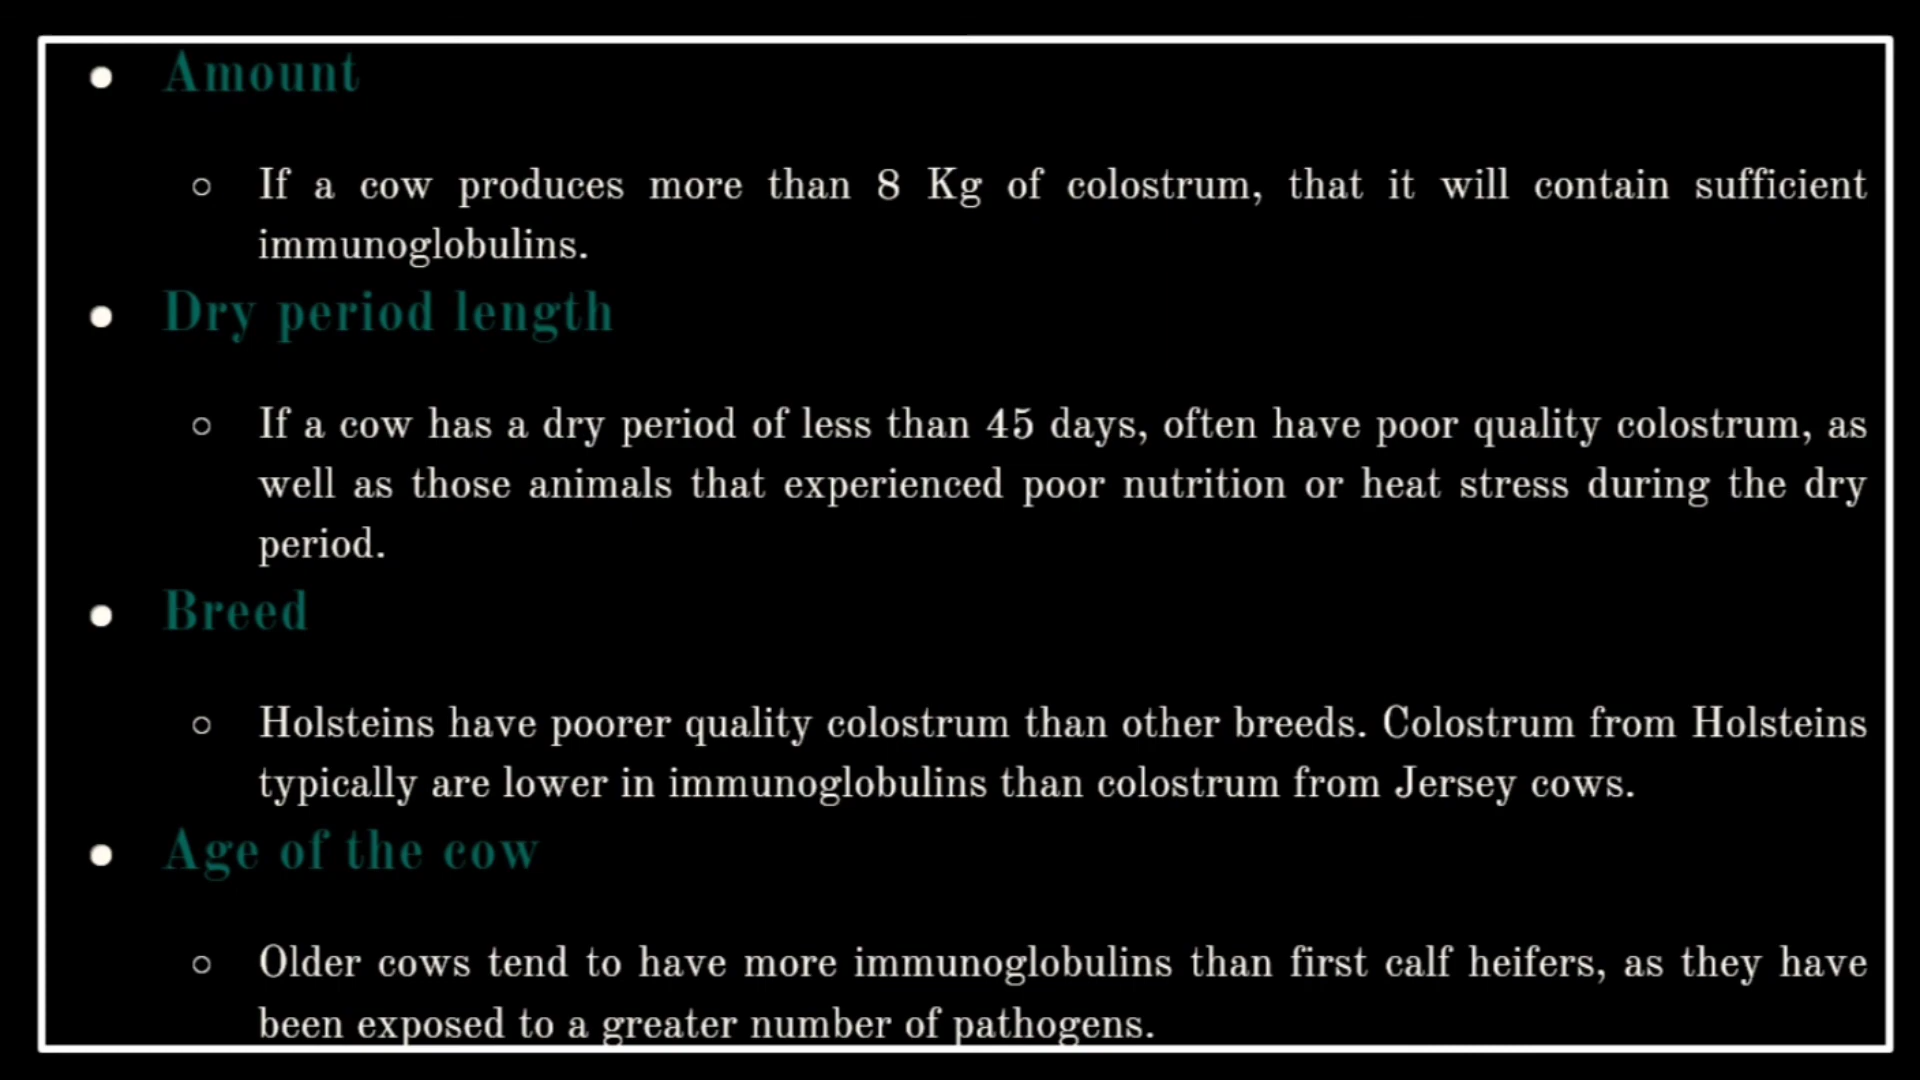 • Amount
○ If a cow produces more than 8 Kg of colostrum, that it will contain sufficient
immunoglobulins.
• Dry period length
○ If a cow has a dry period of less than 45 days, often have poor quality colostrum, as
well as those animals that experienced poor nutrition or heat stress during the dry
period.
• Breed
○ Holsteins have poorer quality colostrum than other breeds. Colostrum from Holsteins
typically are lower in immunoglobulins than colostrum from Jersey cows.
• Age of the cow
○ Older cows tend to have more immunoglobulins than first calf heifers, as they have
been exposed to a greater number of pathogens.